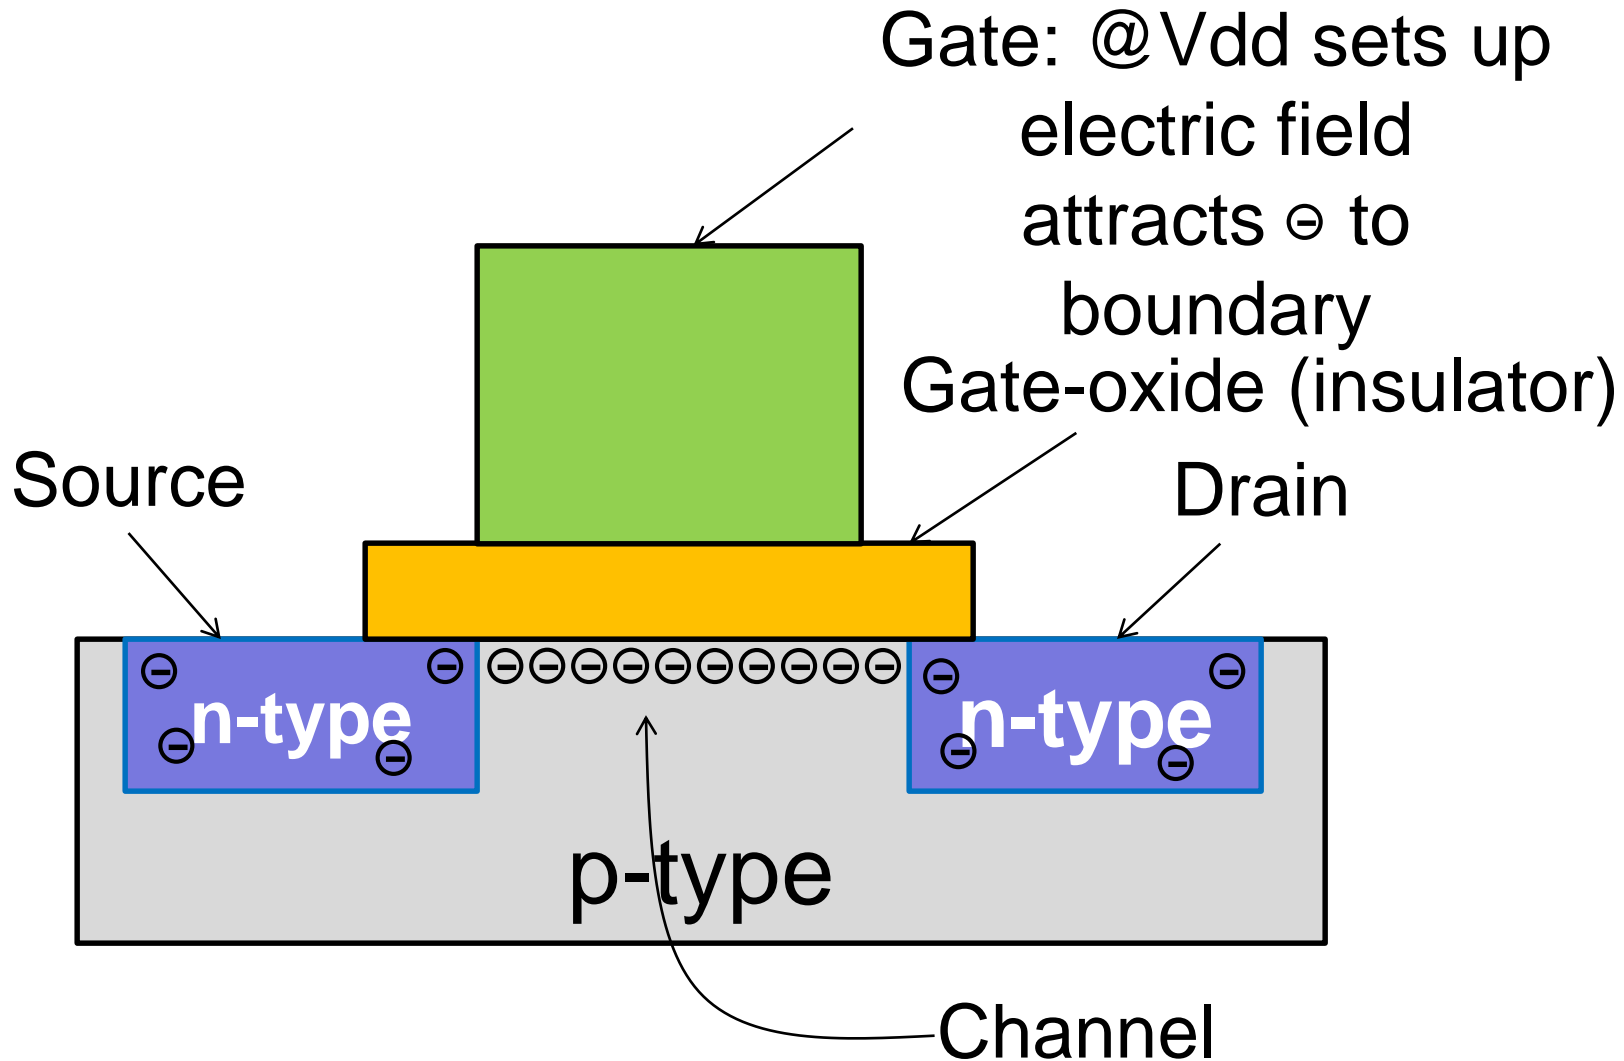 Gate: @Vdd sets up
electric field
attracts ⊖ to
boundary
Gate-oxide (insulator)
Source
Drain
n-type
n-type
p-type
Channel